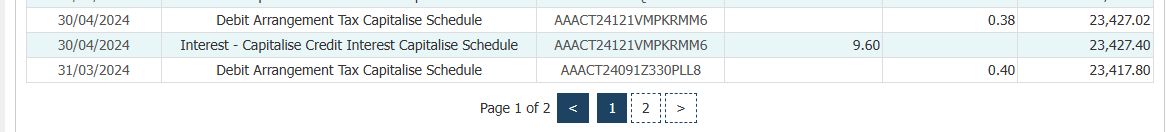 30/04/2024 Debit Arrangement Tax Capitalise Schedule AAACT24121VMPKRMM6 0.38 23,427.02
30/04/2024 Interest - Capitalise Credit Interest Capitalise Schedule AAACT24121VMPKRMM6 9.60 23,427.40
31/03/2024 Debit Arrangement Tax Capitalise Schedule AAACT24091Z330PLL8 0.40 23,417.80
Page 1 of 2 < 1 2 >